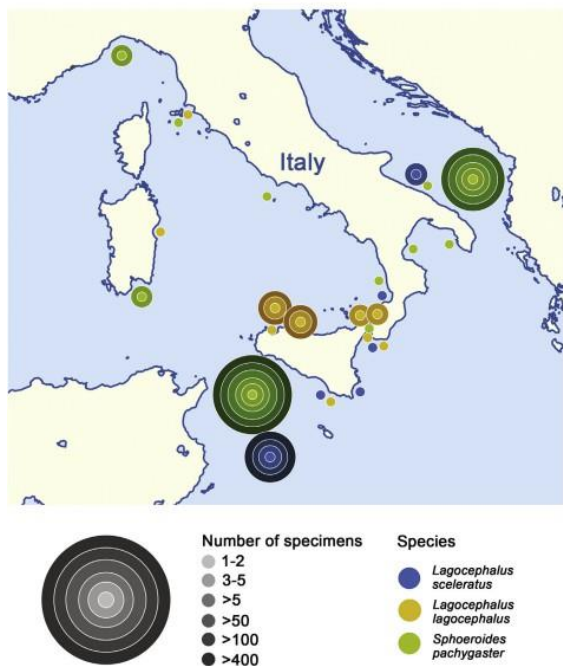 Italy
Number of specimens
1-2
3-5
>5
>50
>100
>400
Species
Lagocephalus
sceleratus
Lagocephalus
lagocephalus
Sphoeroides
pachygaster